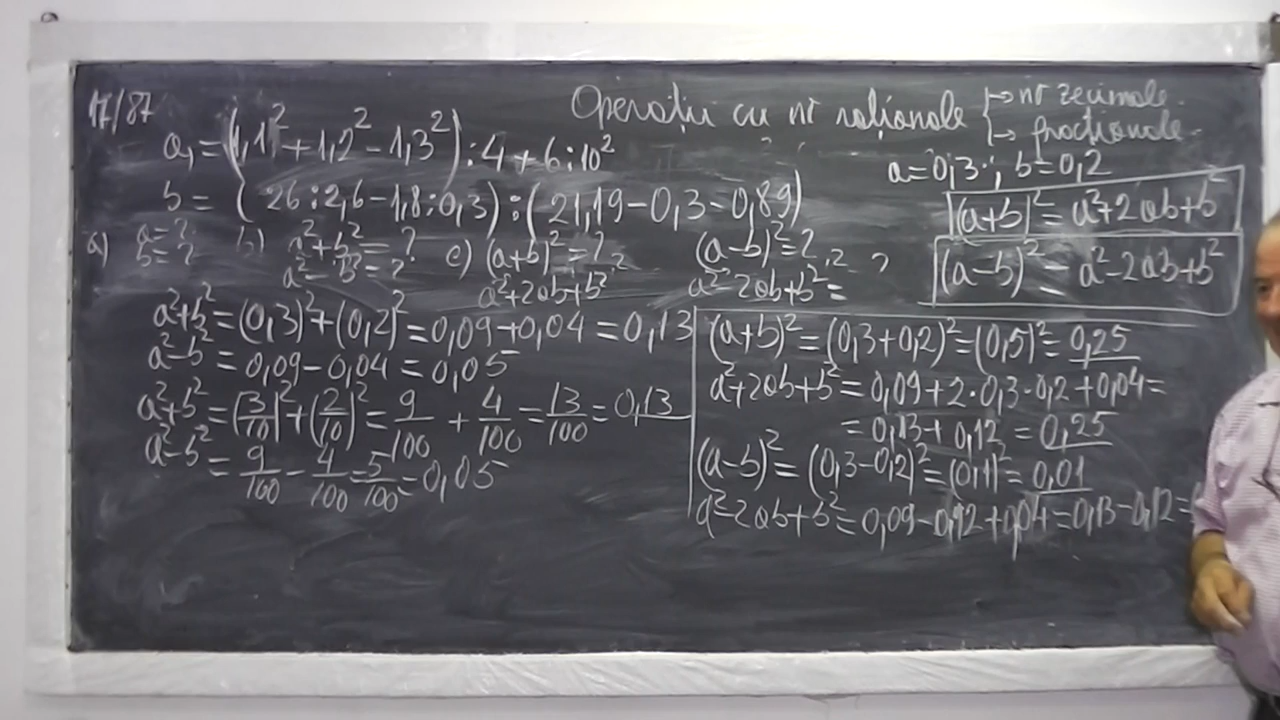 17/87
Operații cu nr raționale
→ nr zecimale.
→ fracționale.
a = (1,1² + 1,2² - 1,3²) : 4 + 6 : 10²
a = 0,3 ; b = 0,2
b = (26 : 2,6 - 1,8 : 0,3) : (21,19 - 0,3 - 0,89)
(a+b)² = a² + 2ab + b²
(a-b)² = a² - 2ab + b²
a) a = ?
b = ?
b) a² + b² = ?
a² - b² = ?
c) (a+b)² = ?
a² + 2ab + b²
(a-b)² = ?
a² 2ab + b² = ?
a² + b² = (0,3)² + (0,2)² = 0,09 + 0,04 = 0,13
a² - b² = 0,09 - 0,04 = 0,05
a² + b² = (3/10)² + (2/10)² = 9/100 + 4/100 = 13/100 = 0,13
a² - b² = 9/100 - 4/100 = 5/100 = 0,05
(a+b)² = (0,3 + 0,2)² = (0,5)² = 0,25
a² + 2ab + b² = 0,09 + 2·0,3·0,2 + 0,04 =
= 0,13 + 0,12 = 0,25
(a-b)² = (0,3 - 0,2)² = (0,1)² = 0,01
a² - 2ab + b² = 0,09 - 0,12 + 0,04 = 0,13 - 0,12 =